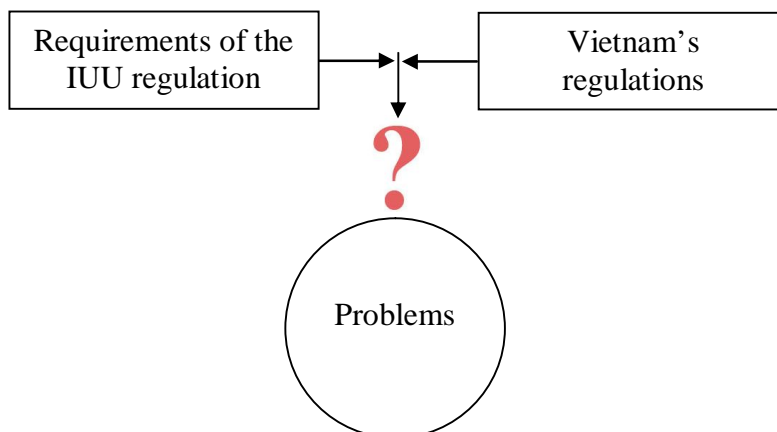 Requirements of the
IUU regulation
Vietnam’s
regulations
?
Problems